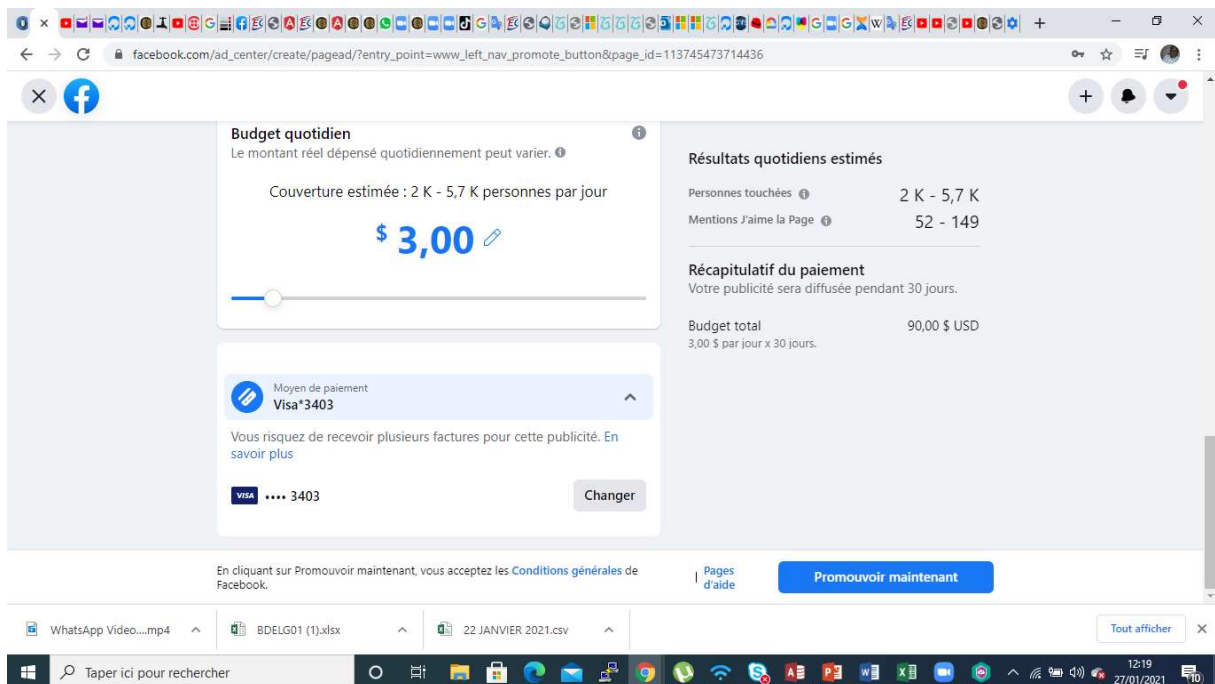 facebook.com/ad_center/create/pagead/?entry_point=www_left_nav_promote_button&page_id=113745473714436
Budget quotidien
Le montant réel dépensé quotidiennement peut varier.
Couverture estimée : 2 K - 5,7 K personnes par jour
$ 3,00
Résultats quotidiens estimés
Personnes touchées 2 K - 5,7 K
Mentions J'aime la Page 52 - 149
Récapitulatif du paiement
Votre publicité sera diffusée pendant 30 jours.
Budget total 90,00 $ USD
3,00 $ par jour x 30 jours.
Moyen de paiement
Visa*3403
Vous risquez de recevoir plusieurs factures pour cette publicité. En
savoir plus
VISA •••• 3403
Changer
En cliquant sur Promouvoir maintenant, vous acceptez les Conditions générales de
Facebook.
| Pages
d'aide
Promouvoir maintenant
WhatsApp Video....mp4
BDELG01 (1).xlsx
22 JANVIER 2021.csv
Tout afficher
Taper ici pour rechercher
12:19
27/01/2021